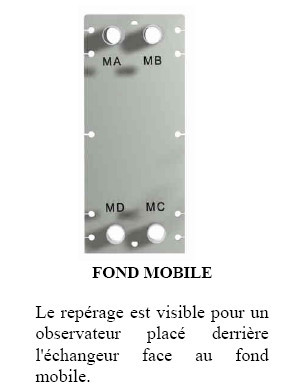 MA MB
MD MC
FOND MOBILE
Le repérage est visible pour un
observateur placé derrière
l'échangeur face au fond
mobile.